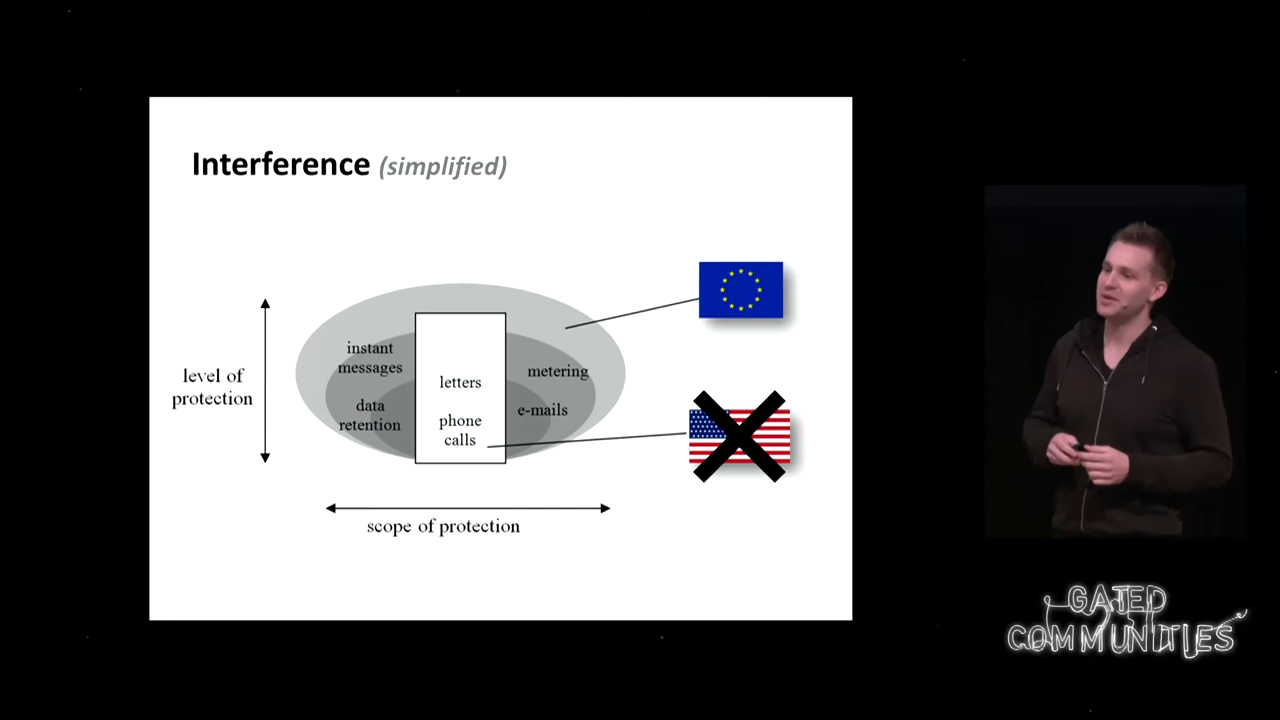 Interference (simplified)
instant
messages
data
retention
letters
phone
calls
metering
e-mails
level of
protection
scope of protection
GATED
COMMUNITIES